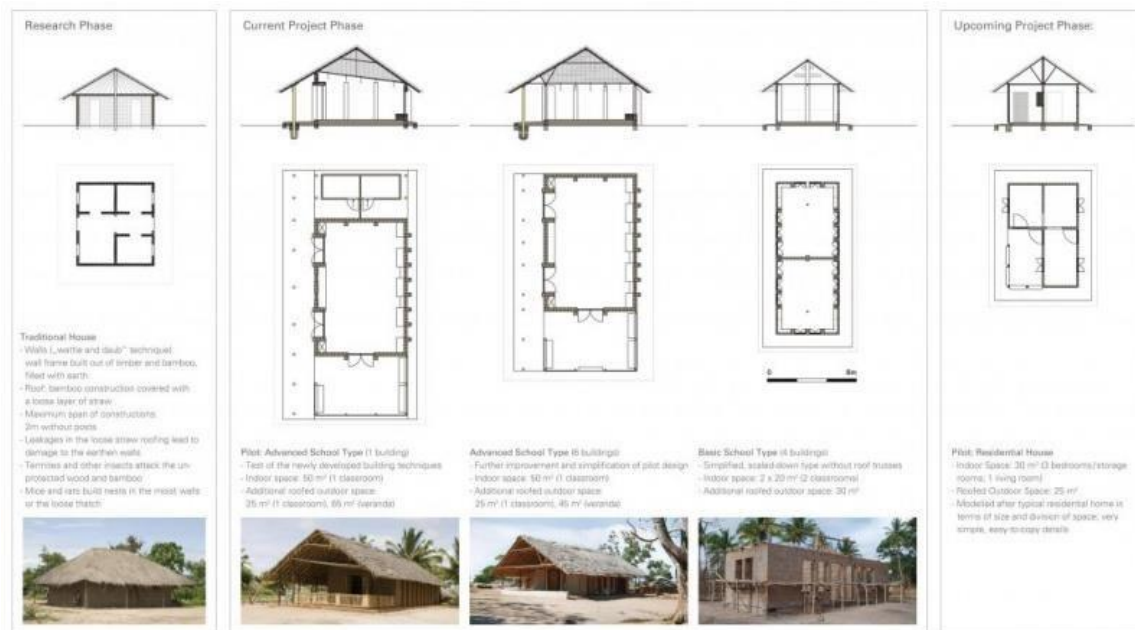 Research Phase
Traditional House
- Walls („wattle and daub" technique)
wall frame built out of timber and bamboo,
filled with earth
- Roof: bamboo construction covered with
a loose layer of straw
- Maximum span of constructions
2m without posts
- Leakages in the loose straw roofing lead to
damage to the earthen walls
- Termites and other insects attack the un-
protected wood and bamboo
- Mice and rats build nests in the moist walls
or the loose thatch
Current Project Phase
Pilot: Advanced School Type (1 building)
- Test of the newly developed building techniques
- Indoor space: 50 m² (1 classroom)
- Additional roofed outdoor space:
25 m² (1 classroom), 65 m² (veranda)
Advanced School Type (6 buildings)
- Further improvement and simplification of pilot design
- Indoor space: 50 m² (1 classroom)
- Additional roofed outdoor space:
25 m² (1 classroom), 45 m² (veranda)
0 8m
Basic School Type (4 buildings)
- Simplified, scaled-down type without roof trusses
- Indoor space: 2 x 20 m² (2 classrooms)
- Additional roofed outdoor space: 30 m²
Upcoming Project Phase:
Pilot: Residential House
- Indoor Space: 30 m² (3 bedrooms/storage
rooms; 1 living room)
- Roofed Outdoor Space: 25 m²
- Modelled after typical residential home in
terms of size and division of space; very
simple, easy-to-copy details